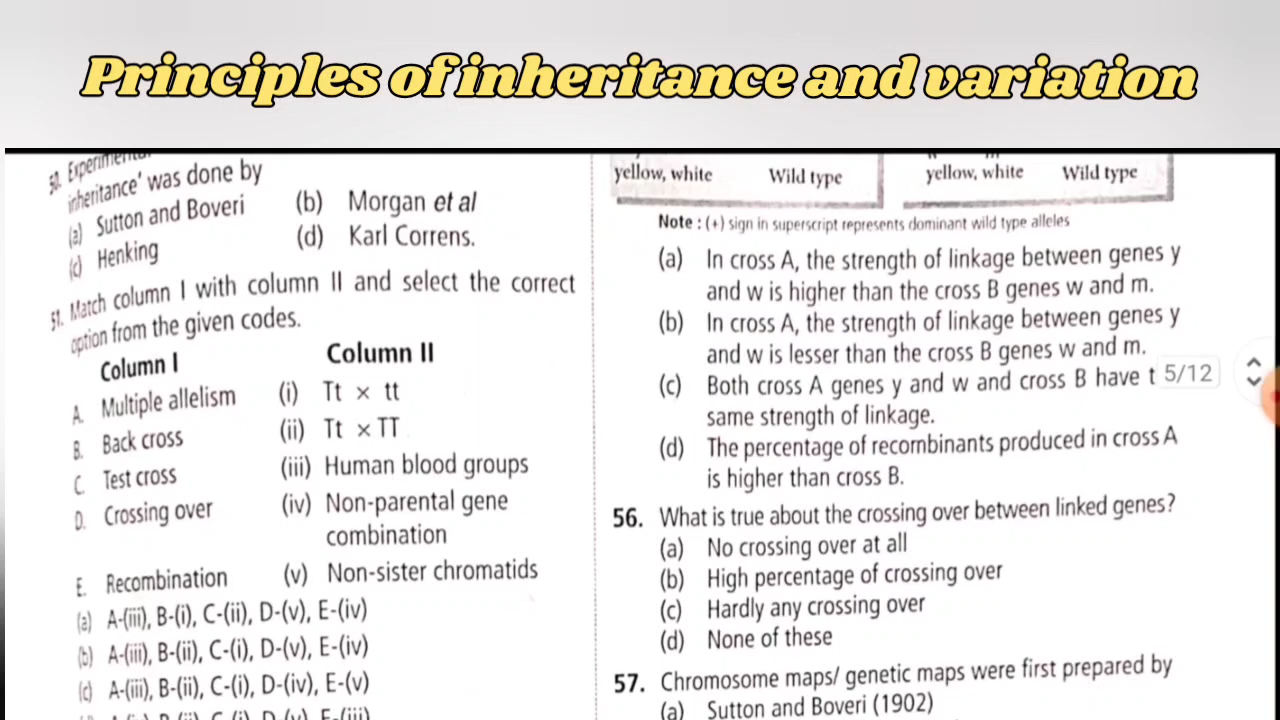 Principles of inheritance and variation
50.
inheritance' was done by
(a) Sutton and Boveri (b) Morgan et al
(c) Henking (d) Karl Correns.
51. Match column I with column II and select the correct
option from the given codes.
Column I Column II
A. Multiple allelism (i) Tt × tt
B. Back cross (ii) Tt × TT
C. Test cross (iii) Human blood groups
D. Crossing over (iv) Non-parental gene
combination
E. Recombination (v) Non-sister chromatids
(a) A-(iii), B-(i), C-(ii), D-(v), E-(iv)
(b) A-(iii), B-(ii), C-(i), D-(v), E-(iv)
(c) A-(iii), B-(ii), C-(i), D-(iv), E-(v)
yellow, white Wild type yellow, white Wild type
Note : (+) sign in superscript represents dominant wild type alleles
(a) In cross A, the strength of linkage between genes y
and w is higher than the cross B genes w and m.
(b) In cross A, the strength of linkage between genes y
and w is lesser than the cross B genes w and m.
(c) Both cross A genes y and w and cross B have t
same strength of linkage.
(d) The percentage of recombinants produced in cross A
is higher than cross B.
5/12
56. What is true about the crossing over between linked genes?
(a) No crossing over at all
(b) High percentage of crossing over
(c) Hardly any crossing over
(d) None of these
57. Chromosome maps/ genetic maps were first prepared by
(a) Sutton and Boveri (1902)